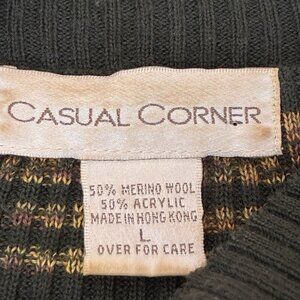 CASUAL CORNER
50% MERINO WOOL
50% ACRYLIC
MADE IN HONG KONG
L
OVER FOR CARE